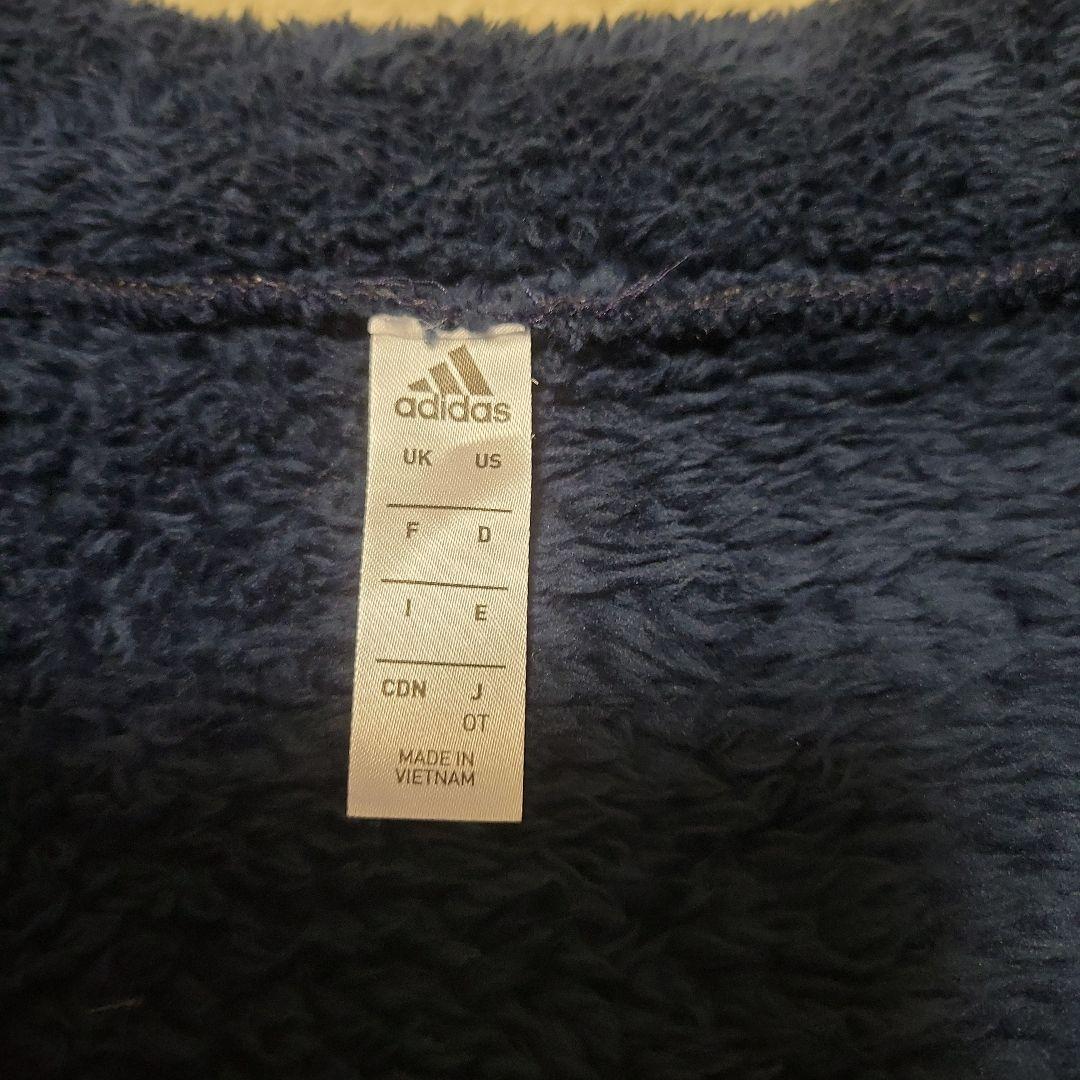 adidas
UK US
F D
I E
CDN J
OT
MADE IN
VIETNAM